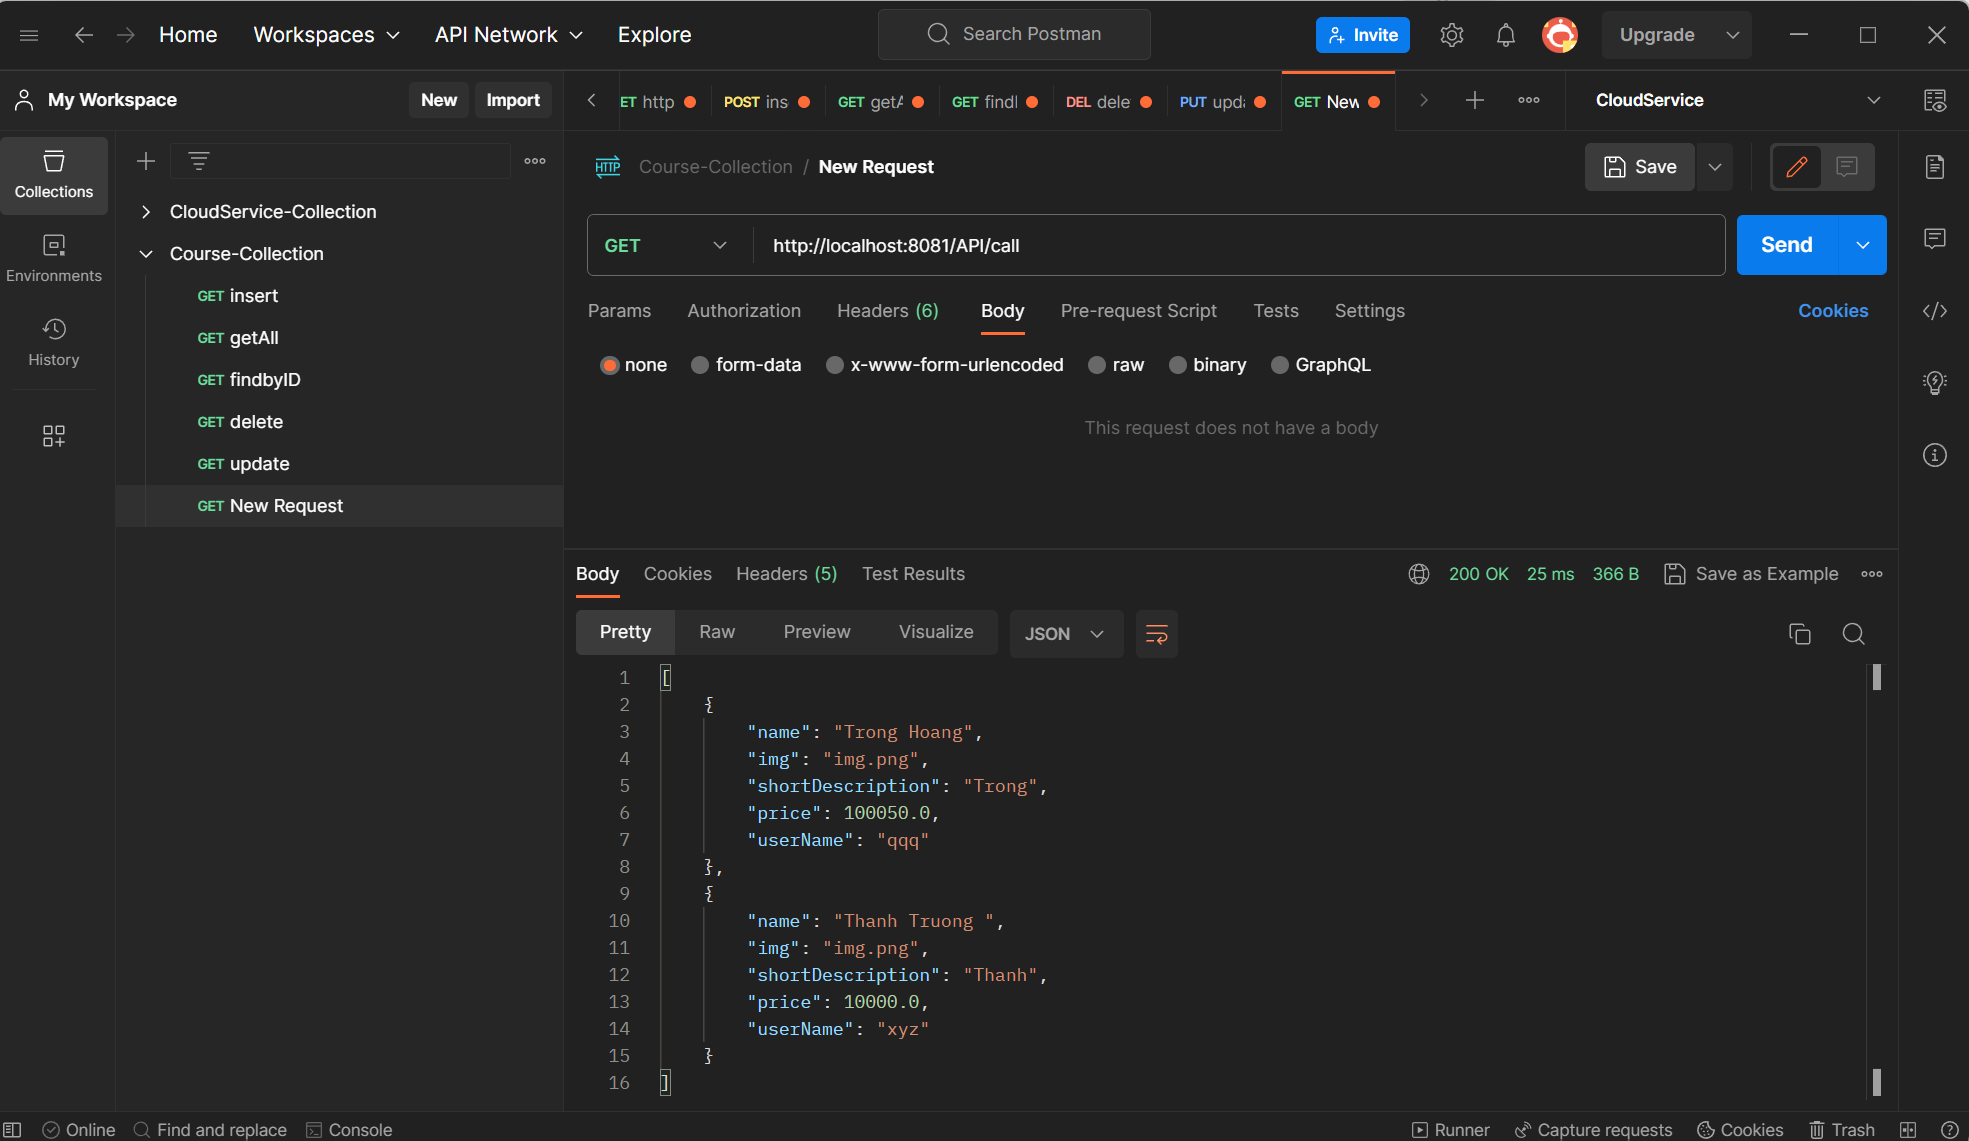 Home Workspaces API Network Explore Search Postman Invite Upgrade
My Workspace New Import
ET http POST ins GET getA GET findI DEL dele PUT upda GET New CloudService
Collections
Environments
History
CloudService-Collection
Course-Collection
GET insert
GET getAll
GET findbyID
GET delete
GET update
GET New Request
HTTP Course-Collection / New Request Save
GET http://localhost:8081/API/call Send
Params Authorization Headers (6) Body Pre-request Script Tests Settings Cookies
none form-data x-www-form-urlencoded raw binary GraphQL
This request does not have a body
Body Cookies Headers (5) Test Results 200 OK 25 ms 366 B Save as Example
Pretty Raw Preview Visualize JSON
1 [
2 {
3 "name": "Trong Hoang",
4 "img": "img.png",
5 "shortDescription": "Trong",
6 "price": 100050.0,
7 "userName": "qqq"
8 },
9 {
10 "name": "Thanh Truong ",
11 "img": "img.png",
12 "shortDescription": "Thanh",
13 "price": 10000.0,
14 "userName": "xyz"
15 }
16 ]
Online Find and replace Console Runner Capture requests Cookies Trash